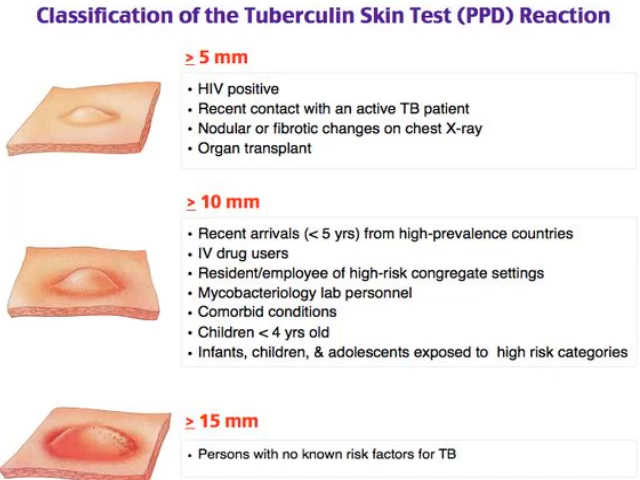 Classification of the Tuberculin Skin Test (PPD) Reaction
≥ 5 mm
• HIV positive
• Recent contact with an active TB patient
• Nodular or fibrotic changes on chest X-ray
• Organ transplant
≥ 10 mm
• Recent arrivals (< 5 yrs) from high-prevalence countries
• IV drug users
• Resident/employee of high-risk congregate settings
• Mycobacteriology lab personnel
• Comorbid conditions
• Children < 4 yrs old
• Infants, children, & adolescents exposed to high risk categories
≥ 15 mm
• Persons with no known risk factors for TB